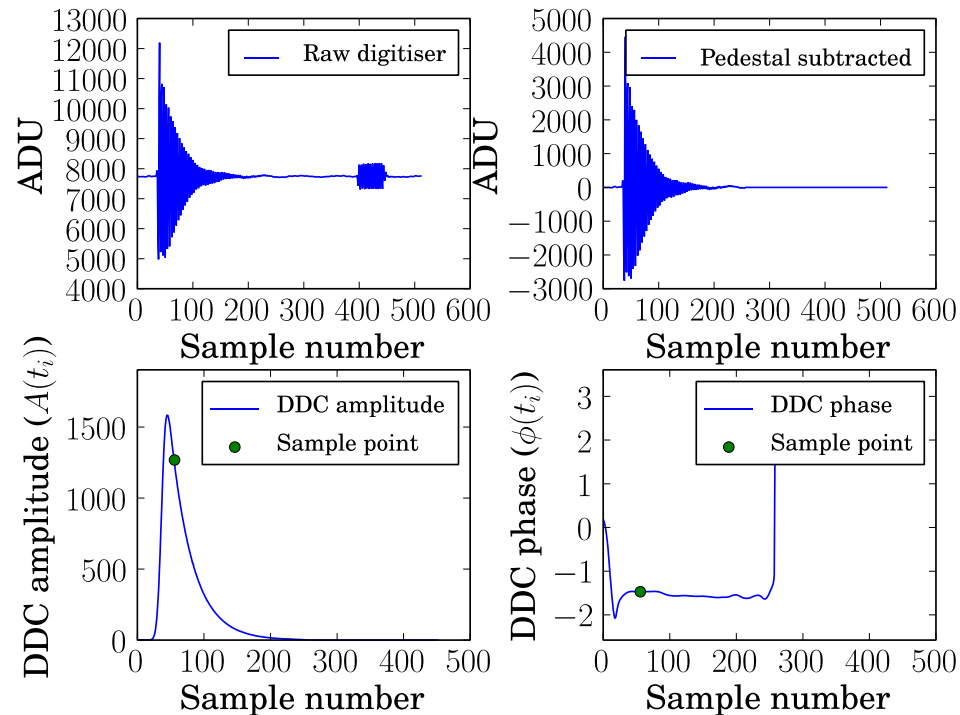 13000
12000
11000
10000
9000
8000
7000
6000
5000
4000
ADU
Raw digitiser
0 100 200 300 400 500 600
Sample number
5000
4000
3000
2000
1000
0
−1000
−2000
−3000
ADU
Pedestal subtracted
0 100 200 300 400 500 600
Sample number
1500
1000
500
0
DDC amplitude (A(t_i))
DDC amplitude
Sample point
0 100 200 300 400 500
Sample number
3
2
1
0
−1
−2
DDC phase (ϕ(t_i))
DDC phase
Sample point
0 100 200 300 400 500
Sample number